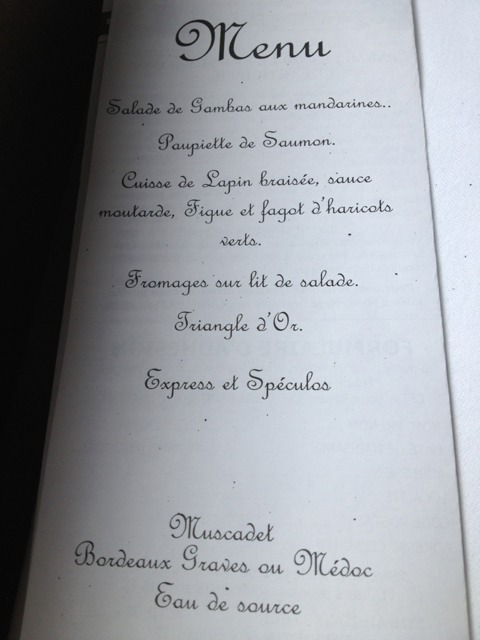 Menu
Salade de Gambas aux mandarines..
Paupiette de Saumon.
Cuisse de Lapin braisée, sauce
moutarde, Figue et fagot d'haricots
verts.
Fromages sur lit de salade.
Triangle d'Or.
Express et Spéculos
Muscadet
Bordeaux Graves ou Médoc
Eau de source